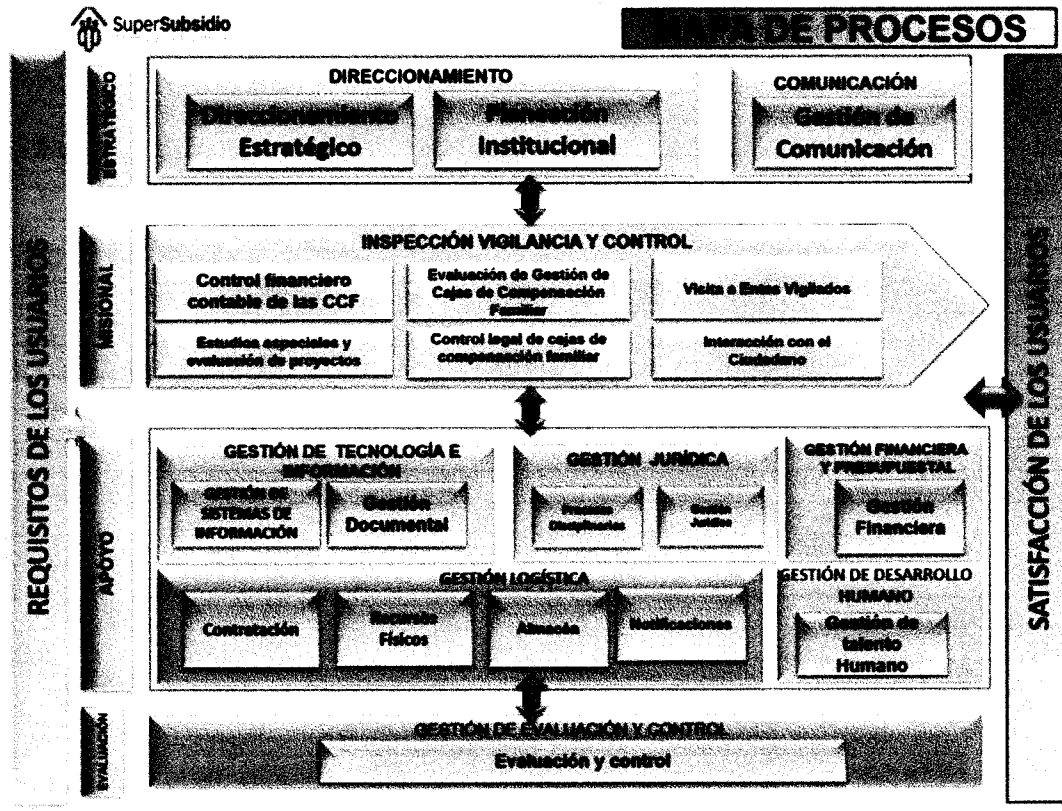 SuperSubsidio
MAPA DE PROCESOS
REQUISITOS DE LOS USUARIOS
ESTRATÉGICO
DIRECCIONAMIENTO
Direccionamiento
Estratégico
Planeación
Institucional
COMUNICACIÓN
Gestión de
Comunicación
MISIONAL
INSPECCIÓN VIGILANCIA Y CONTROL
Control financiero
contable de las CCF
Evaluación de Gestión de
Cajas de Compensación
Familiar
Visita a Entes Vigilados
Estudios especiales y
evaluación de proyectos
Control legal de cajas de
compensación familiar
Interacción con el
Ciudadano
APOYO
GESTIÓN DE TECNOLOGÍA E
INFORMACIÓN
GESTIÓN DE
SISTEMAS DE
INFORMACIÓN
Gestión
Documental
GESTIÓN JURÍDICA
Procesos
Disciplinarios
Gestión
Jurídica
GESTIÓN FINANCIERA
Y PRESUPUESTAL
Gestión
Financiera
GESTIÓN LOGÍSTICA
Contratación
Recursos
Físicos
Almacén
Notificaciones
GESTIÓN DE DESARROLLO
HUMANO
Gestión de
talento
Humano
EVALUACIÓN
GESTIÓN DE EVALUACIÓN Y CONTROL
Evaluación y control
SATISFACCIÓN DE LOS USUARIOS